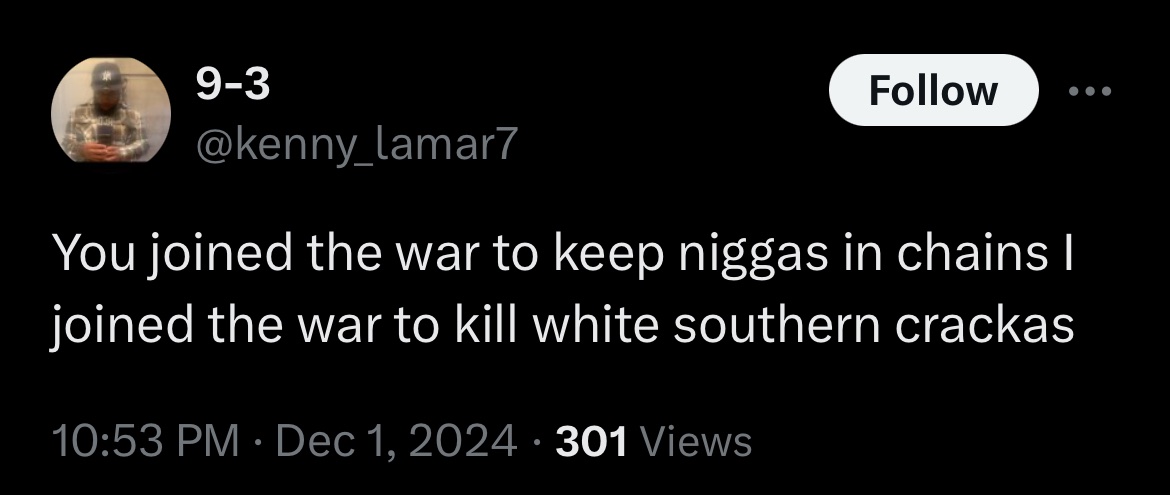 9-3
Follow
@kenny_lamar7
You joined the war to keep niggas in chains I
joined the war to kill white southern crackas
10:53 PM · Dec 1, 2024 · 301 Views